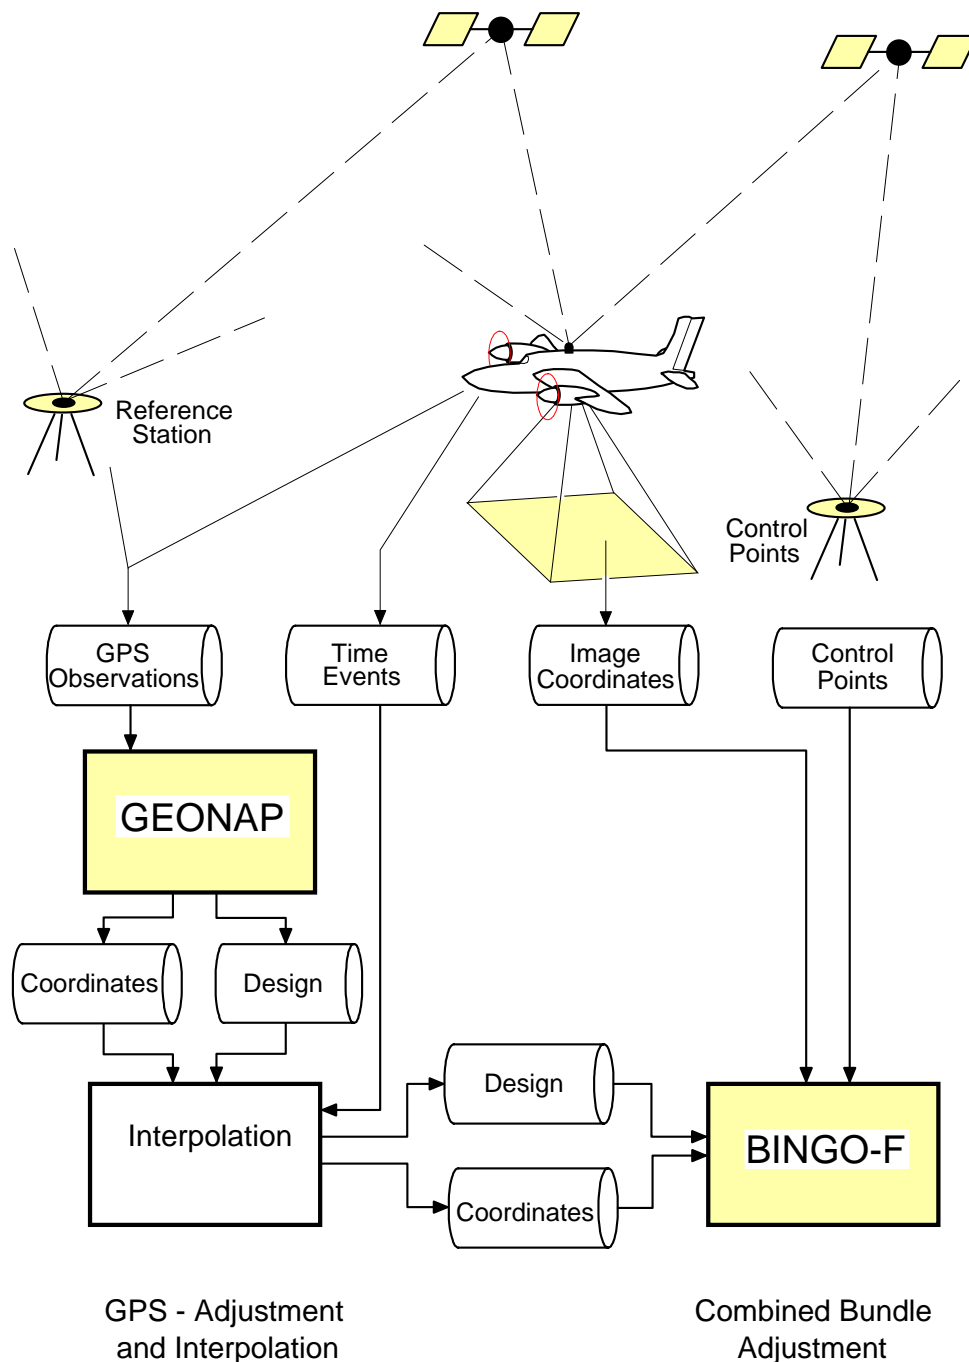 Reference
Station
Control
Points
GPS
Observations
Time
Events
Image
Coordinates
Control
Points
GEONAP
Coordinates
Design
Interpolation
Design
Coordinates
BINGO-F
GPS - Adjustment
and Interpolation
Combined Bundle
Adjustment